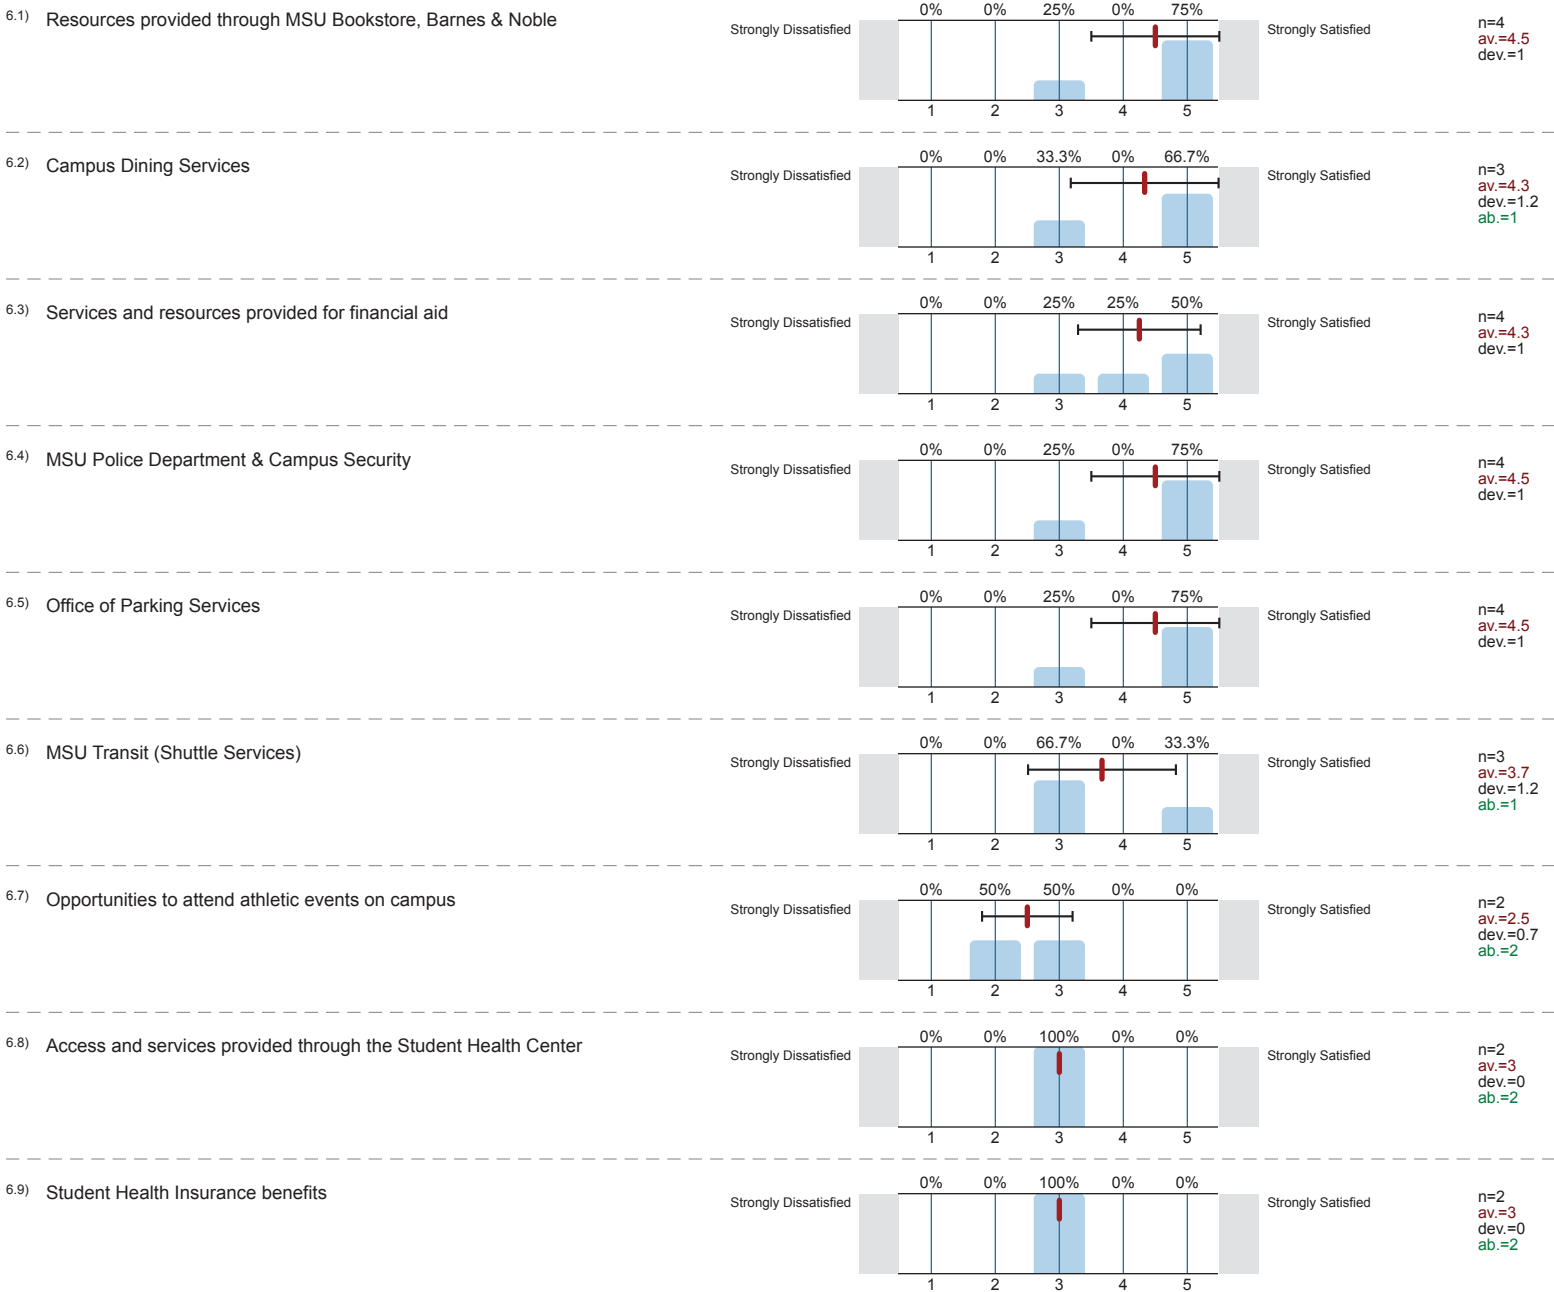 6.1) Resources provided through MSU Bookstore, Barnes & Noble
0% 0% 25% 0% 75%
Strongly Dissatisfied Strongly Satisfied
n=4
av.=4.5
dev.=1
1 2 3 4 5
6.2) Campus Dining Services
0% 0% 33.3% 0% 66.7%
Strongly Dissatisfied Strongly Satisfied
n=3
av.=4.3
dev.=1.2
ab.=1
1 2 3 4 5
6.3) Services and resources provided for financial aid
0% 0% 25% 25% 50%
Strongly Dissatisfied Strongly Satisfied
n=4
av.=4.3
dev.=1
1 2 3 4 5
6.4) MSU Police Department & Campus Security
0% 0% 25% 0% 75%
Strongly Dissatisfied Strongly Satisfied
n=4
av.=4.5
dev.=1
1 2 3 4 5
6.5) Office of Parking Services
0% 0% 25% 0% 75%
Strongly Dissatisfied Strongly Satisfied
n=4
av.=4.5
dev.=1
1 2 3 4 5
6.6) MSU Transit (Shuttle Services)
0% 0% 66.7% 0% 33.3%
Strongly Dissatisfied Strongly Satisfied
n=3
av.=3.7
dev.=1.2
ab.=1
1 2 3 4 5
6.7) Opportunities to attend athletic events on campus
0% 50% 50% 0% 0%
Strongly Dissatisfied Strongly Satisfied
n=2
av.=2.5
dev.=0.7
ab.=2
1 2 3 4 5
6.8) Access and services provided through the Student Health Center
0% 0% 100% 0% 0%
Strongly Dissatisfied Strongly Satisfied
n=2
av.=3
dev.=0
ab.=2
1 2 3 4 5
6.9) Student Health Insurance benefits
0% 0% 100% 0% 0%
Strongly Dissatisfied Strongly Satisfied
n=2
av.=3
dev.=0
ab.=2
1 2 3 4 5